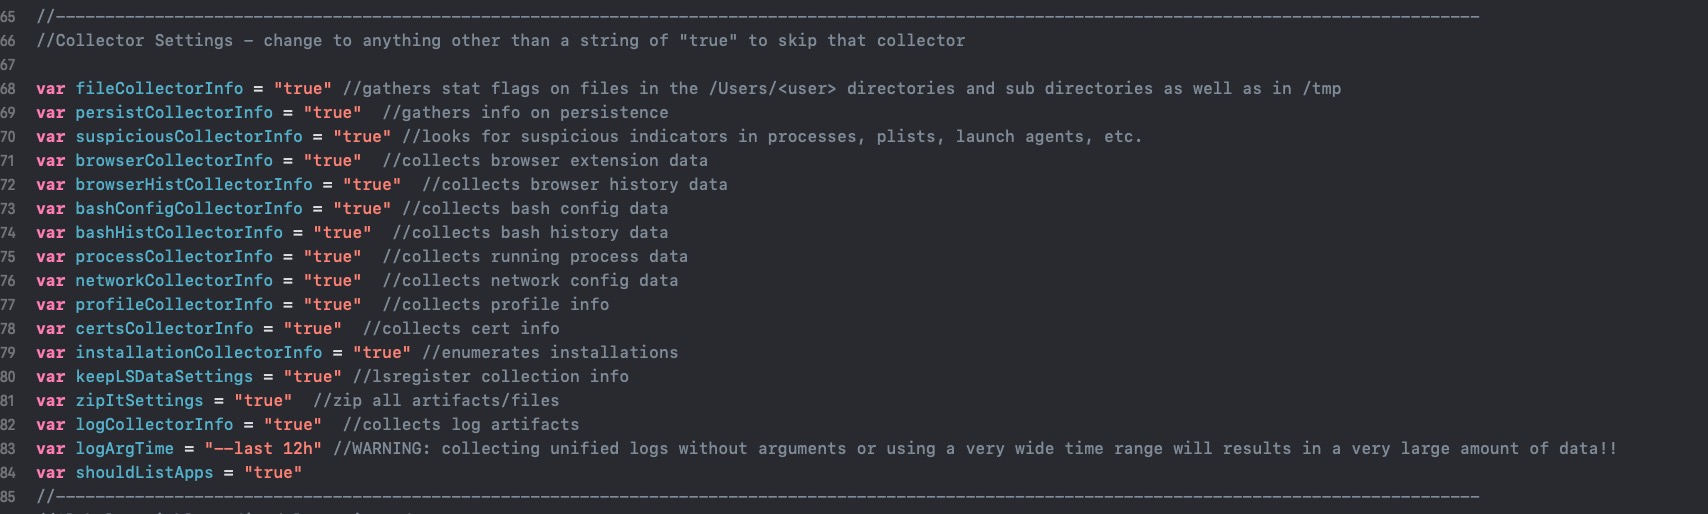 65 //------------------------------------------------------------------------------------------------------------------------------------------------
66 //Collector Settings - change to anything other than a string of "true" to skip that collector
67
68 var fileCollectorInfo = "true" //gathers stat flags on files in the /Users/<user> directories and sub directories as well as in /tmp
69 var persistCollectorInfo = "true"  //gathers info on persistence
70 var suspiciousCollectorInfo = "true" //looks for suspicious indicators in processes, plists, launch agents, etc.
71 var browserCollectorInfo = "true"  //collects browser extension data
72 var browserHistCollectorInfo = "true"  //collects browser history data
73 var bashConfigCollectorInfo = "true" //collects bash config data
74 var bashHistCollectorInfo = "true"  //collects bash history data
75 var processCollectorInfo = "true"  //collects running process data
76 var networkCollectorInfo = "true"  //collects network config data
77 var profileCollectorInfo = "true"  //collects profile info
78 var certsCollectorInfo = "true"  //collects cert info
79 var installationCollectorInfo = "true" //enumerates installations
80 var keepLSDataSettings = "true" //lsregister collection info
81 var zipItSettings = "true"  //zip all artifacts/files
82 var logCollectorInfo = "true"  //collects log artifacts
83 var logArgTime = "--last 12h" //WARNING: collecting unified logs without arguments or using a very wide time range will results in a very large amount of data!!
84 var shouldListApps = "true"
85 //------------------------------------------------------------------------------------------------------------------------------------------------